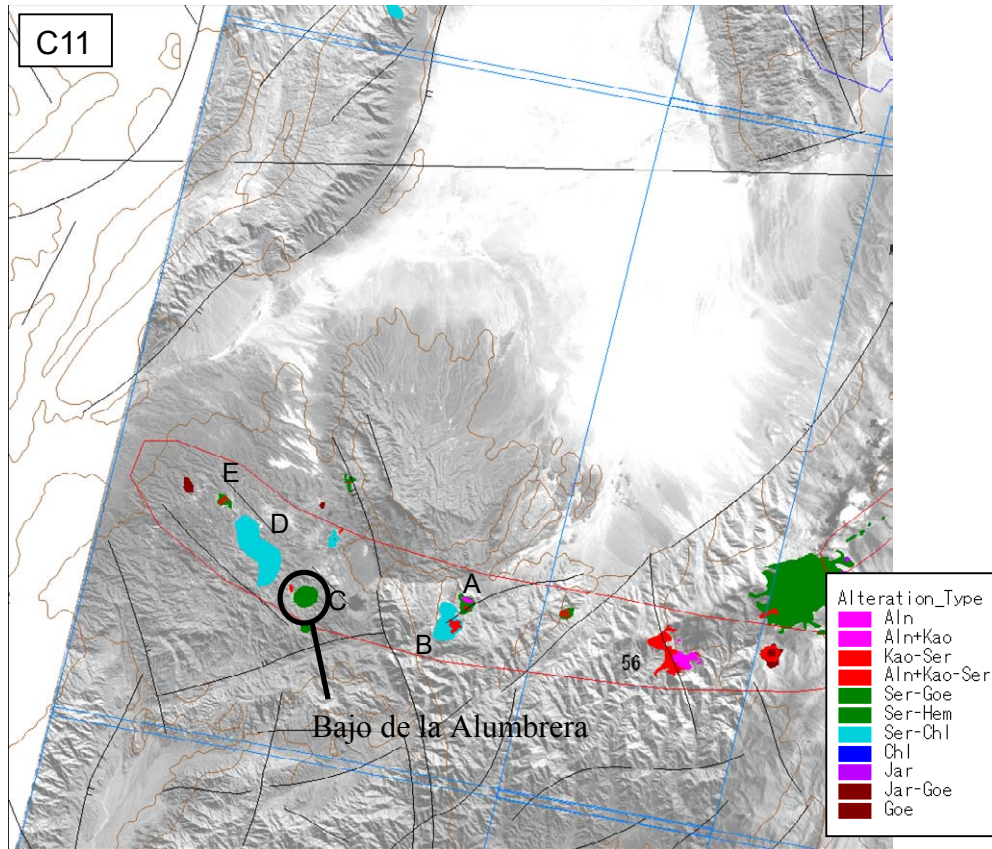 C11
E
D
A
C
B
56
Bajo de la Alumbrera
Alteration_Type
Aln
Aln+Kao
Kao-Ser
Aln+Kao-Ser
Ser-Goe
Ser-Hem
Ser-Chl
Chl
Jar
Jar-Goe
Goe